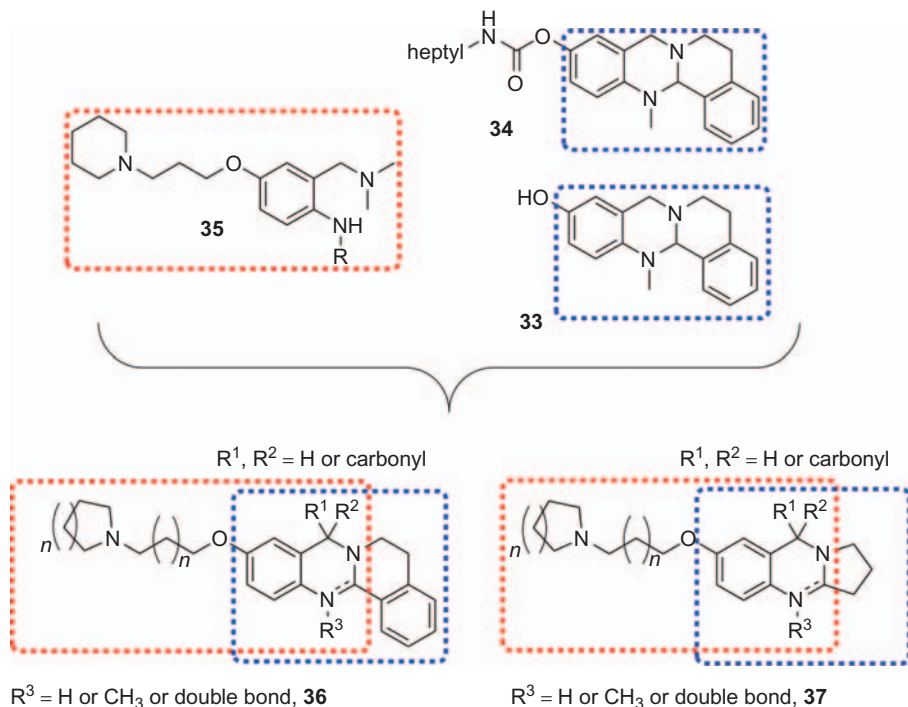 H
N
O
heptyl
O
N
N
34
N
O
N
35
NH
R
HO
N
N
33
R¹, R² = H or carbonyl
R¹, R² = H or carbonyl
R¹ R²
R¹ R²
n( )
N
( )n
O
N
N
R³
n( )
N
( )n
O
N
N
R³
R³ = H or CH₃ or double bond, 36
R³ = H or CH₃ or double bond, 37